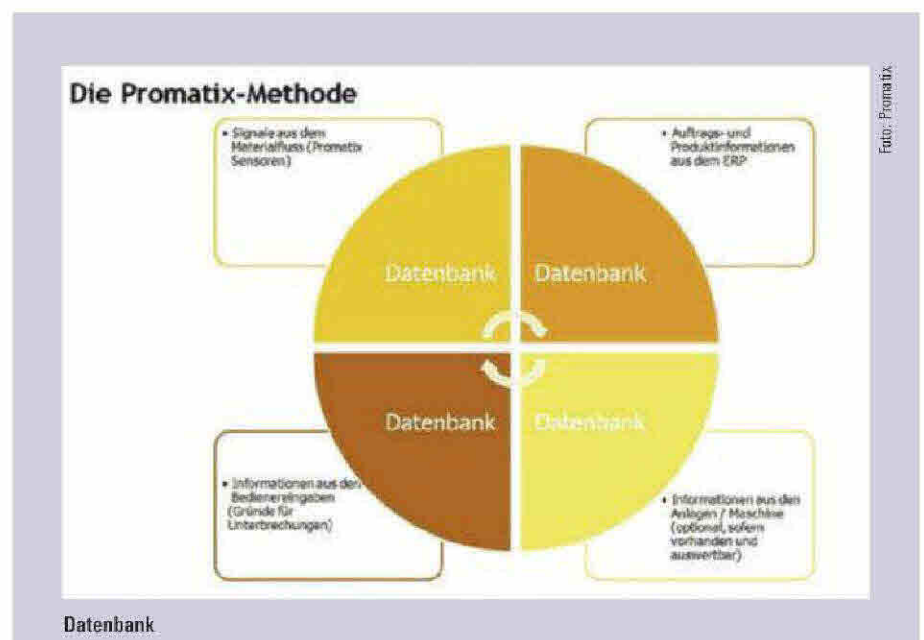 Die Promatix-Methode
• Signale aus dem
Materialfluss (Promatix
Sensoren)
• Auftrags- und
Produktinformationen
aus dem ERP
Datenbank
Datenbank
Datenbank
Datenbank
• Informationen aus den
Bedienereingaben
(Gründe für
Unterbrechungen)
• Informationen aus den
Anlagen / Maschine
(optional, sofern
vorhanden und
auswertbar)
Foto: Promatix
Datenbank